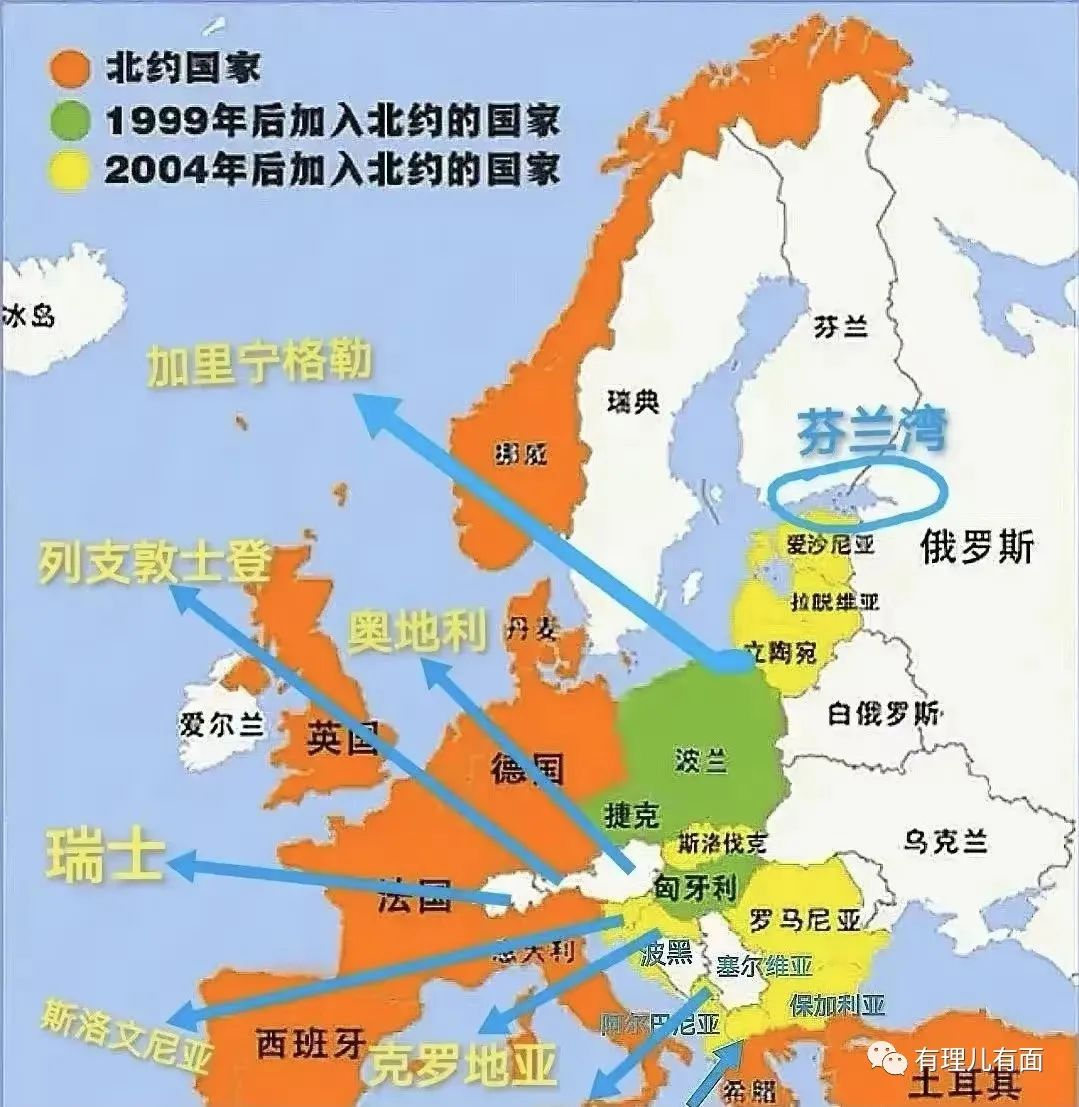 北约国家
1999年后加入北约的国家
2004年后加入北约的国家
冰岛
芬兰
加里宁格勒
瑞典
芬兰湾
挪威
俄罗斯
爱沙尼亚
列支敦士登
拉脱维亚
奥地利
丹麦
立陶宛
白俄罗斯
爱尔兰
英国
德国
波兰
捷克
斯洛伐克
乌克兰
瑞士
法国
匈牙利
罗马尼亚
意大利
波黑
塞尔维亚
保加利亚
斯洛文尼亚
阿尔巴尼亚
西班牙
克罗地亚
有理儿有面
土耳其
希腊